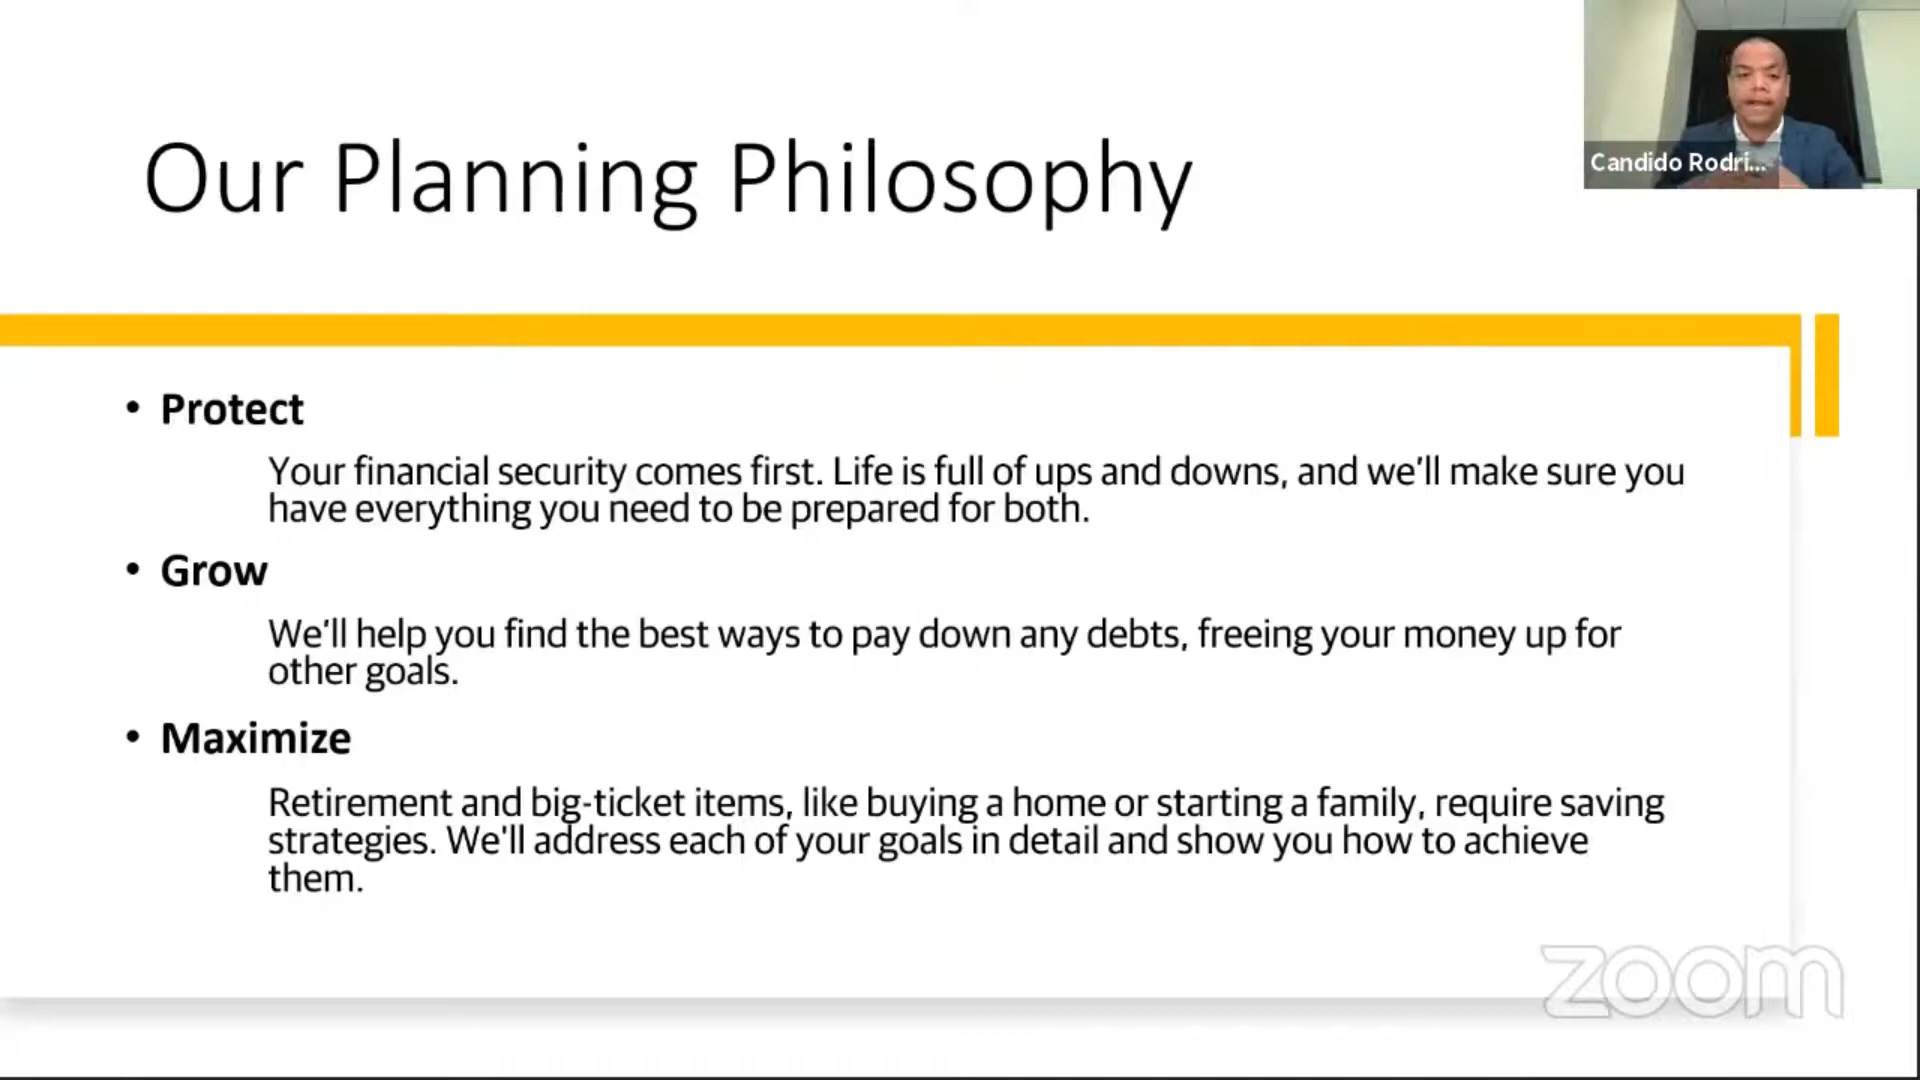 Candido Rodri...
Our Planning Philosophy
• Protect
Your financial security comes first. Life is full of ups and downs, and we'll make sure you
have everything you need to be prepared for both.
• Grow
We'll help you find the best ways to pay down any debts, freeing your money up for
other goals.
• Maximize
Retirement and big-ticket items, like buying a home or starting a family, require saving
strategies. We'll address each of your goals in detail and show you how to achieve
them.
zoom